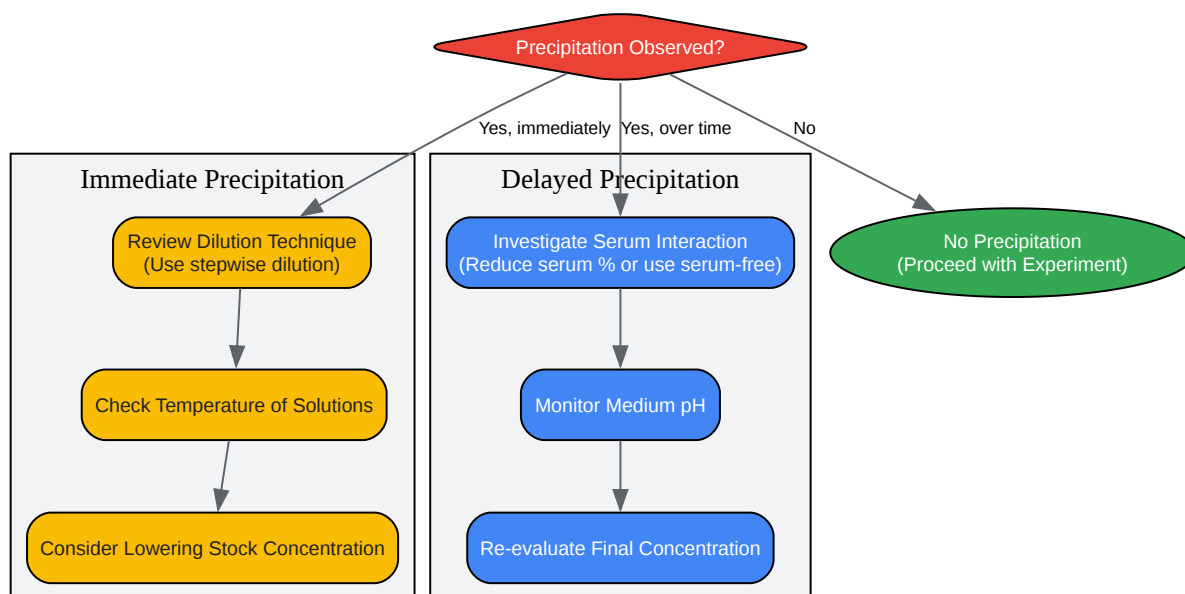 Precipitation Observed?
Yes, immediately
Yes, over time
No
Immediate Precipitation
Review Dilution Technique
(Use stepwise dilution)
Check Temperature of Solutions
Consider Lowering Stock Concentration
Delayed Precipitation
Investigate Serum Interaction
(Reduce serum % or use serum-free)
Monitor Medium pH
Re-evaluate Final Concentration
No Precipitation
(Proceed with Experiment)